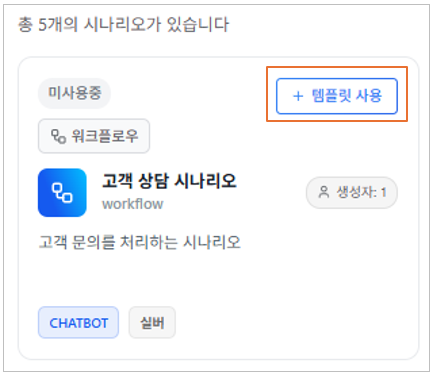 총 5개의 시나리오가 있습니다
미사용중
+ 템플릿 사용
워크플로우
고객 상담 시나리오
workflow
생성자: 1
고객 문의를 처리하는 시나리오
CHATBOT
실버